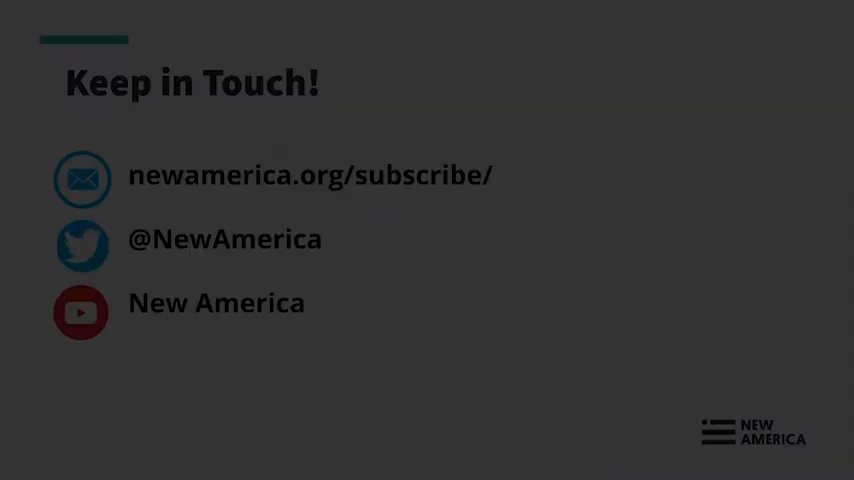 Keep in Touch!
newamerica.org/subscribe/
@NewAmerica
New America
NEW
AMERICA